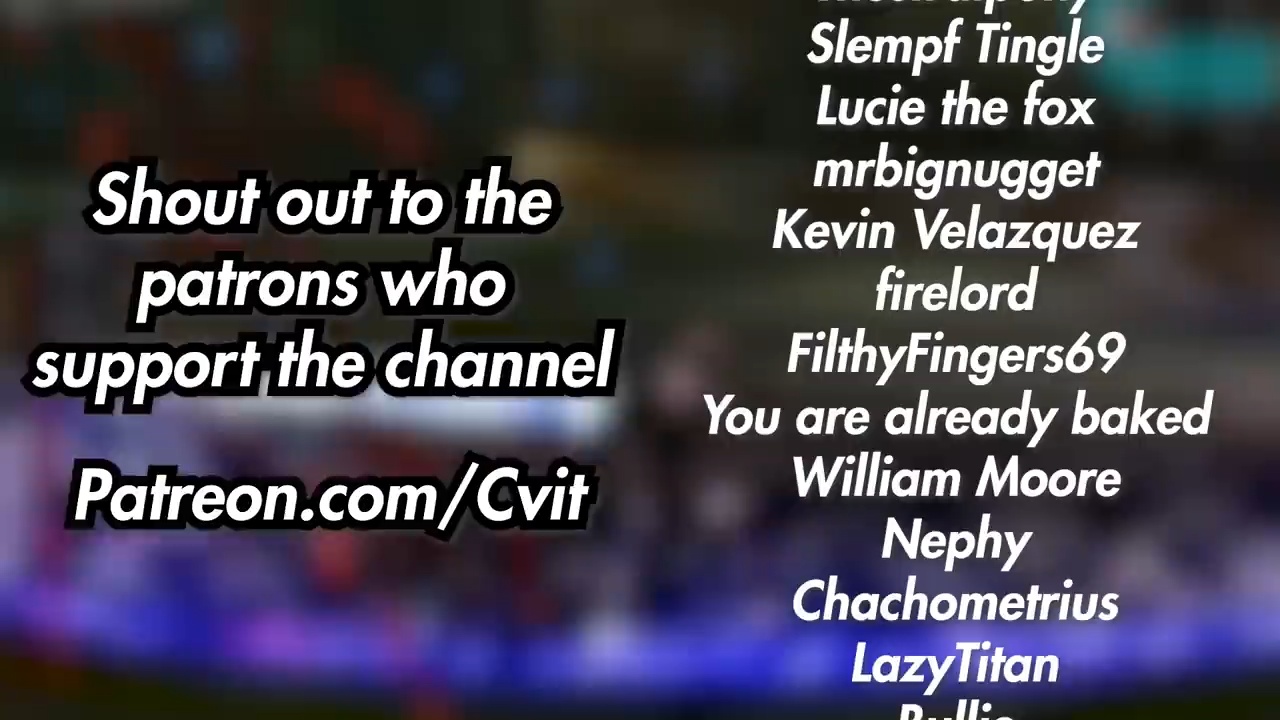 Shout out to the
patrons who
support the channel
Patreon.com/Cvit
Slempf Tingle
Lucie the fox
mrbignugget
Kevin Velazquez
firelord
FilthyFingers69
You are already baked
William Moore
Nephy
Chachometrius
LazyTitan